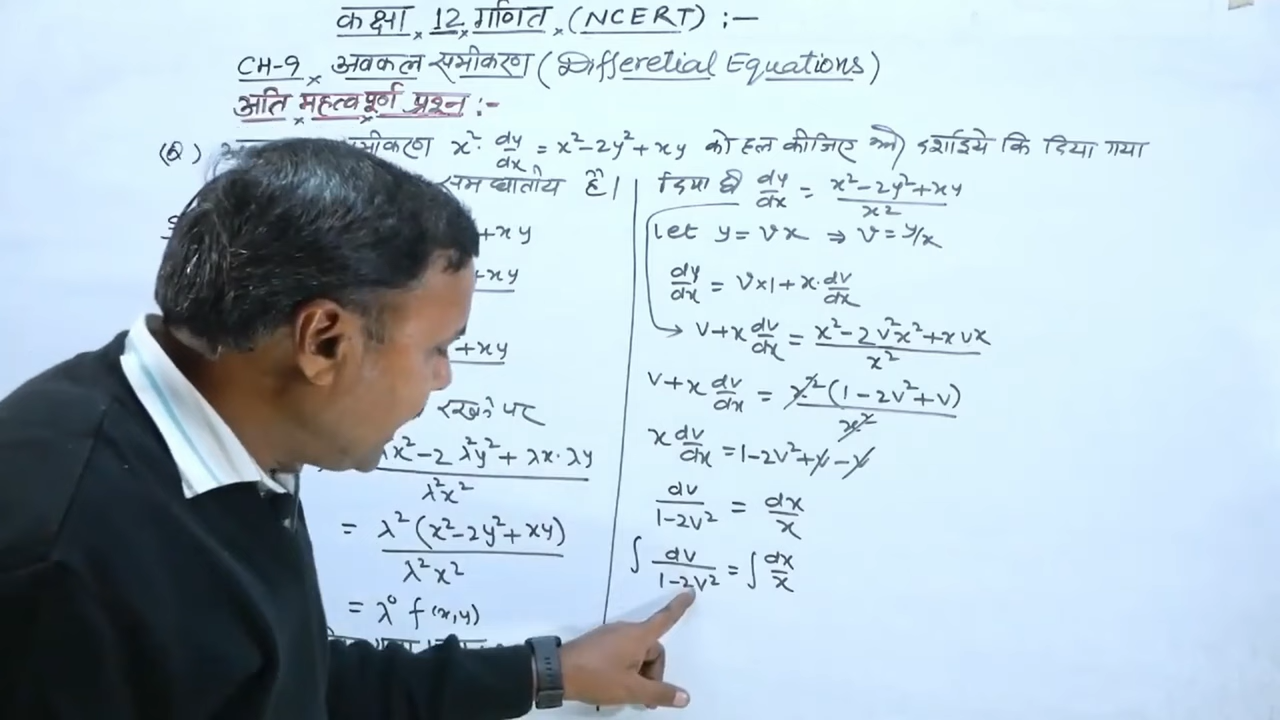 कक्षा 12 गणित (NCERT) :—
CH-9 अवकल समीकरण (Differetial Equations)
अति महत्वपूर्ण प्रश्न :-
(Q) समीकरण x². dy/dx = x²-2y²+xy को हल कीजिए दर्शाइये कि दिया गया
सम घातीय है।
+xy
+xy
+xy
रखने पर
x²-2λ²y²+λx.λy / λ²x²
= λ²(x²-2y²+xy) / λ²x²
= λ⁰ f(x,y)
दिया है dy/dx = x²-2y²+xy / x²
Let y = vx ⇒ v = y/x
dy/dx = v×1+x.dv/dx
v+x dv/dx = x²-2v²x²+xvx / x²
v+x dv/dx = x²(1-2v²+v) / x²
x dv/dx = 1-2v²+v-v
dv/1-2v² = dx/x
∫ dv/1-2v² = ∫ dx/x